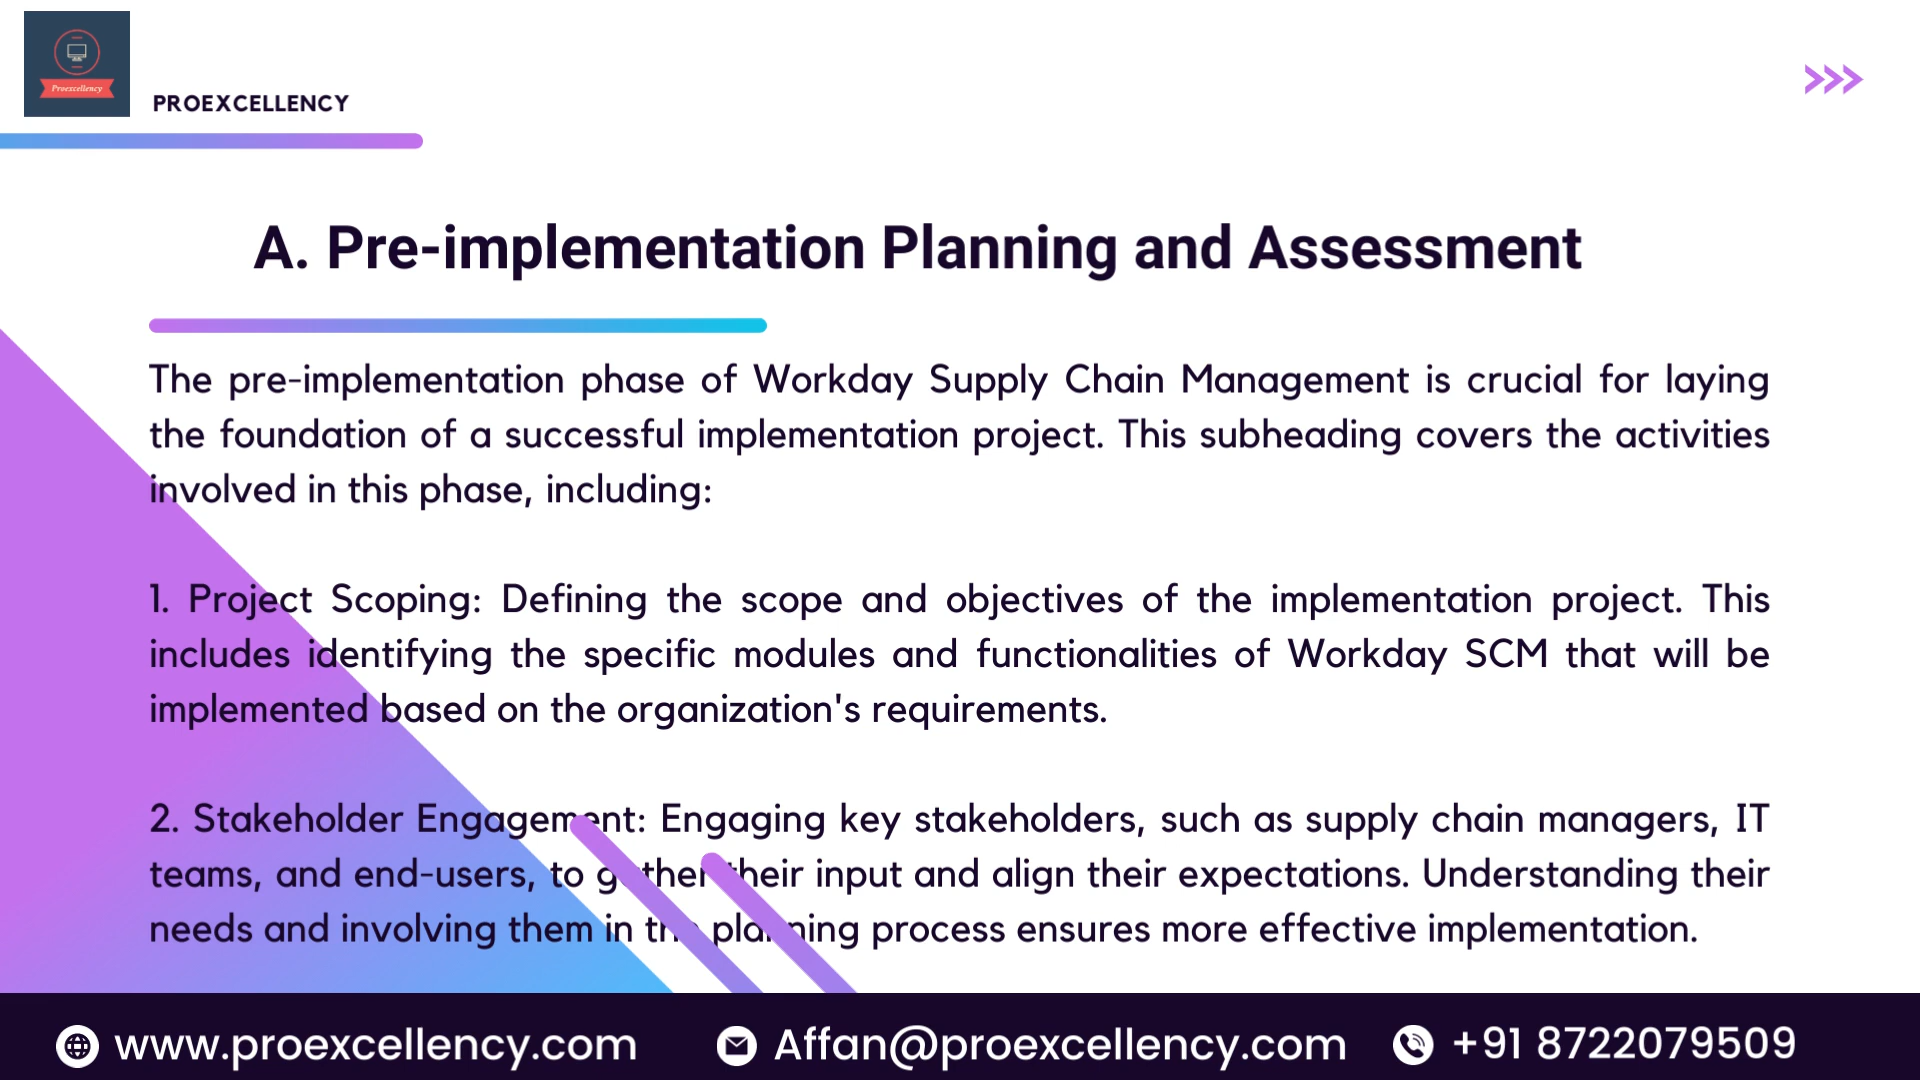 Proexcellency
PROEXCELLENCY
A. Pre-implementation Planning and Assessment
The pre-implementation phase of Workday Supply Chain Management is crucial for laying
the foundation of a successful implementation project. This subheading covers the activities
involved in this phase, including:
1. Project Scoping: Defining the scope and objectives of the implementation project. This
includes identifying the specific modules and functionalities of Workday SCM that will be
implemented based on the organization's requirements.
2. Stakeholder Engagement: Engaging key stakeholders, such as supply chain managers, IT
teams, and end-users, to gather their input and align their expectations. Understanding their
needs and involving them in the planning process ensures more effective implementation.
www.proexcellency.com
Affan@proexcellency.com
+91 8722079509